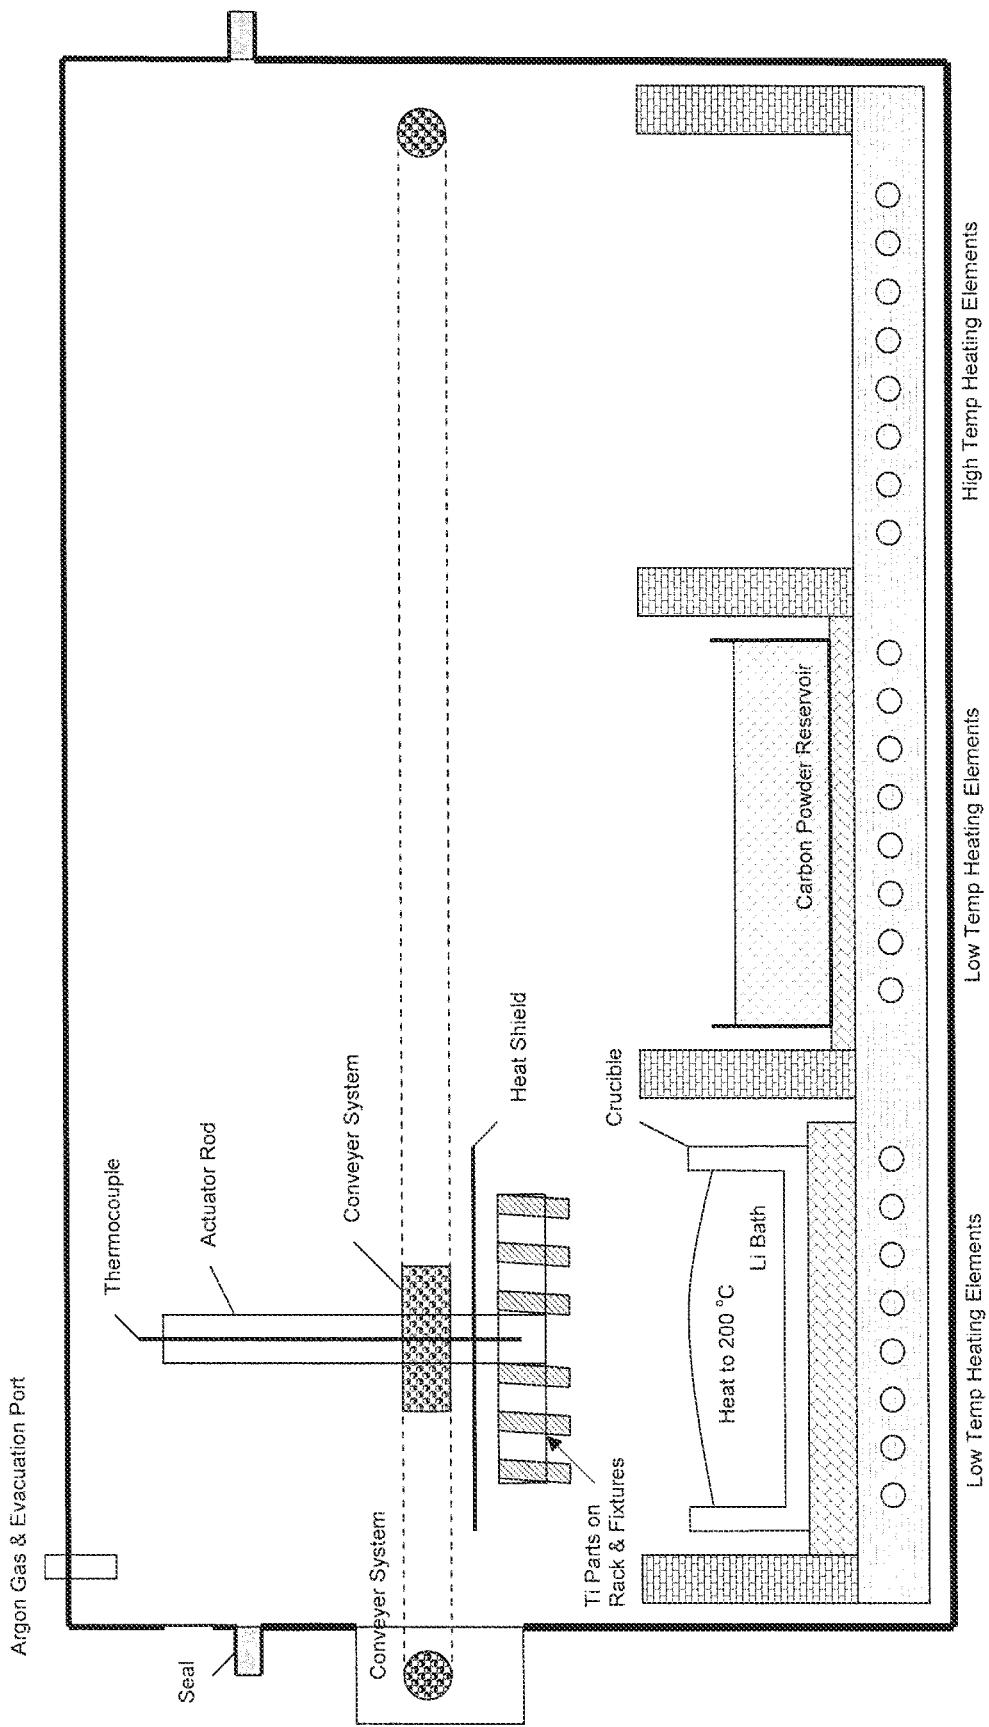 Argon Gas & Evacuation Port
Seal
Thermocouple
Actuator Rod
Conveyer System
Conveyer System
Heat Shield
Ti Parts on
Rack & Fixtures
Crucible
Heat to 200 °C
Li Bath
Carbon Powder Reservoir
Low Temp Heating Elements
Low Temp Heating Elements
High Temp Heating Elements